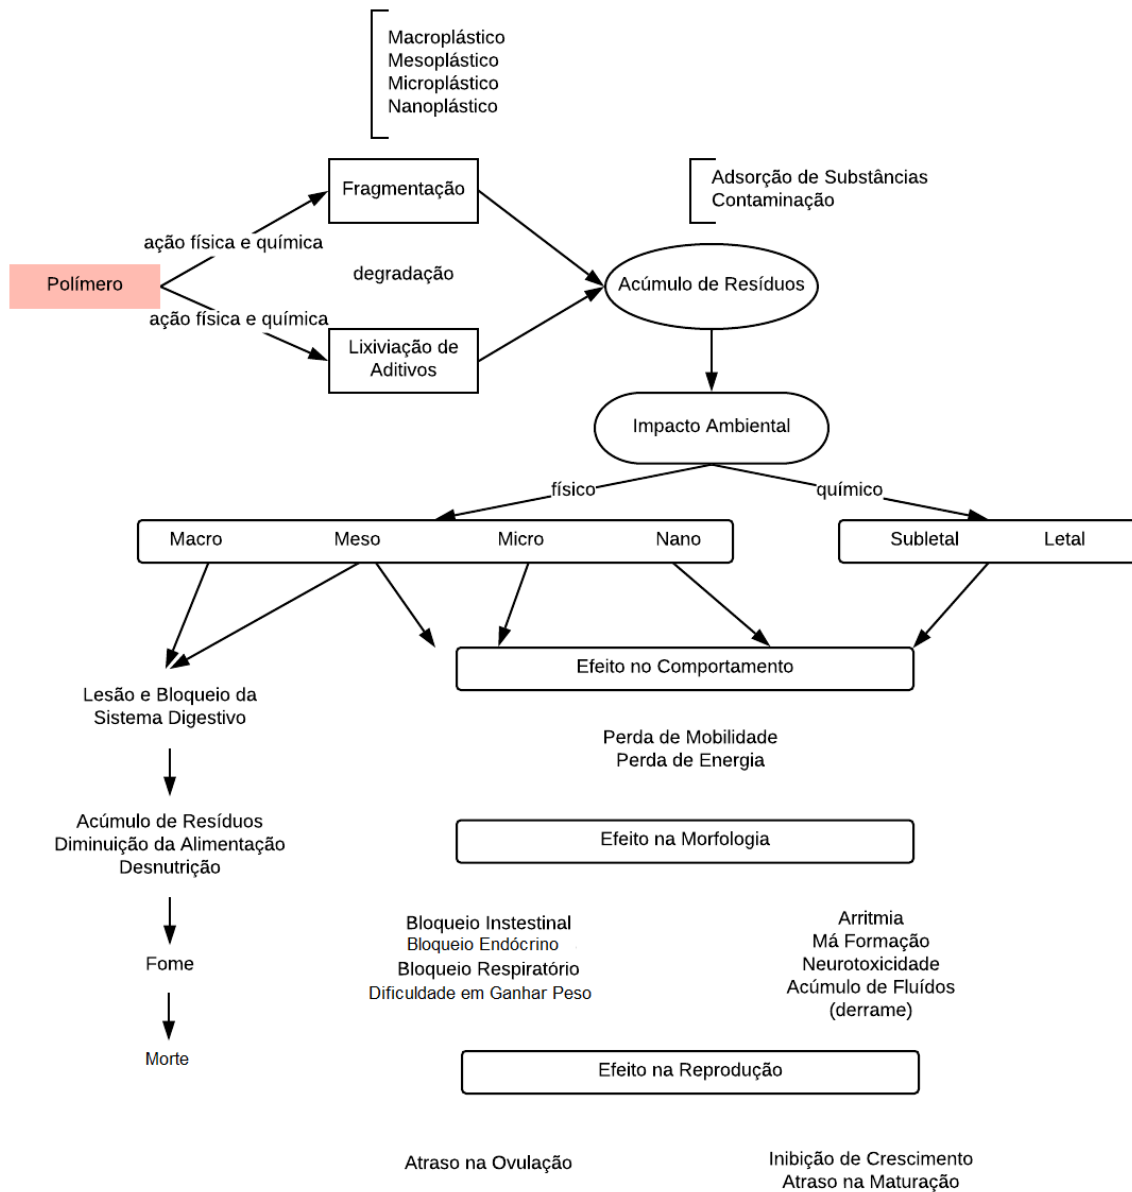 Macroplástico
Mesoplástico
Microplástico
Nanoplástico
Fragmentação
Adsorção de Substâncias
Contaminação
ação física e química
degradação
Polímero
Acúmulo de Resíduos
ação física e química
Lixiviação de
Aditivos
Impacto Ambiental
físico
químico
Macro
Meso
Micro
Nano
Subletal
Letal
Efeito no Comportamento
Lesão e Bloqueio da
Sistema Digestivo
Perda de Mobilidade
Perda de Energia
Acúmulo de Resíduos
Diminuição da Alimentação
Desnutrição
Efeito na Morfologia
Bloqueio Instestinal
Bloqueio Endócrino
Bloqueio Respiratório
Dificuldade em Ganhar Peso
Arritmia
Má Formação
Neurotoxicidade
Acúmulo de Fluídos
(derrame)
Fome
Morte
Efeito na Reprodução
Atraso na Ovulação
Inibição de Crescimento
Atraso na Maturação